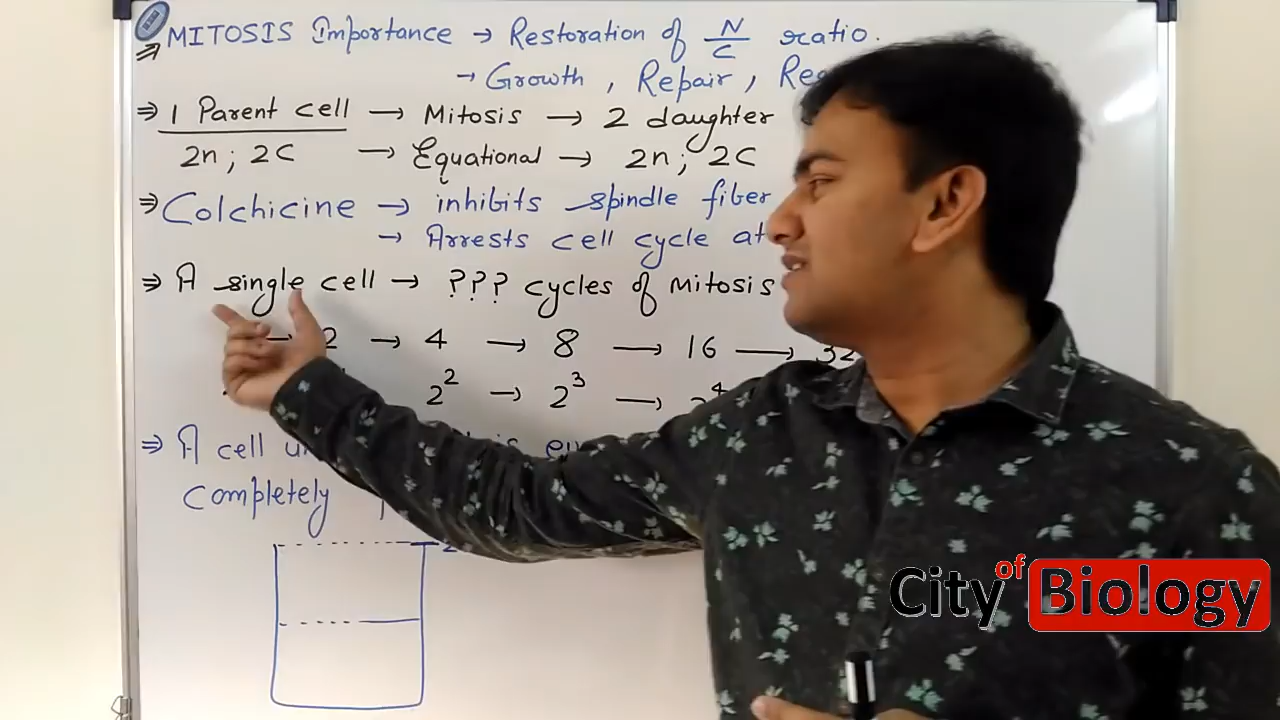 ⇒ MITOSIS Importance → Restoration of N/C ratio.
→ Growth, Repair,
⇒ 1 Parent cell → Mitosis → 2 daughter
2n; 2C → Equational → 2n; 2C
⇒ Colchicine → inhibits spindle fiber
→ Arrests cell cycle at
⇒ A single cell → ??? cycles of mitosis
→ 2 → 4 → 8 → 16 → 32
2² → 2³ → 2⁴
⇒ A cell
completely
City of Biology